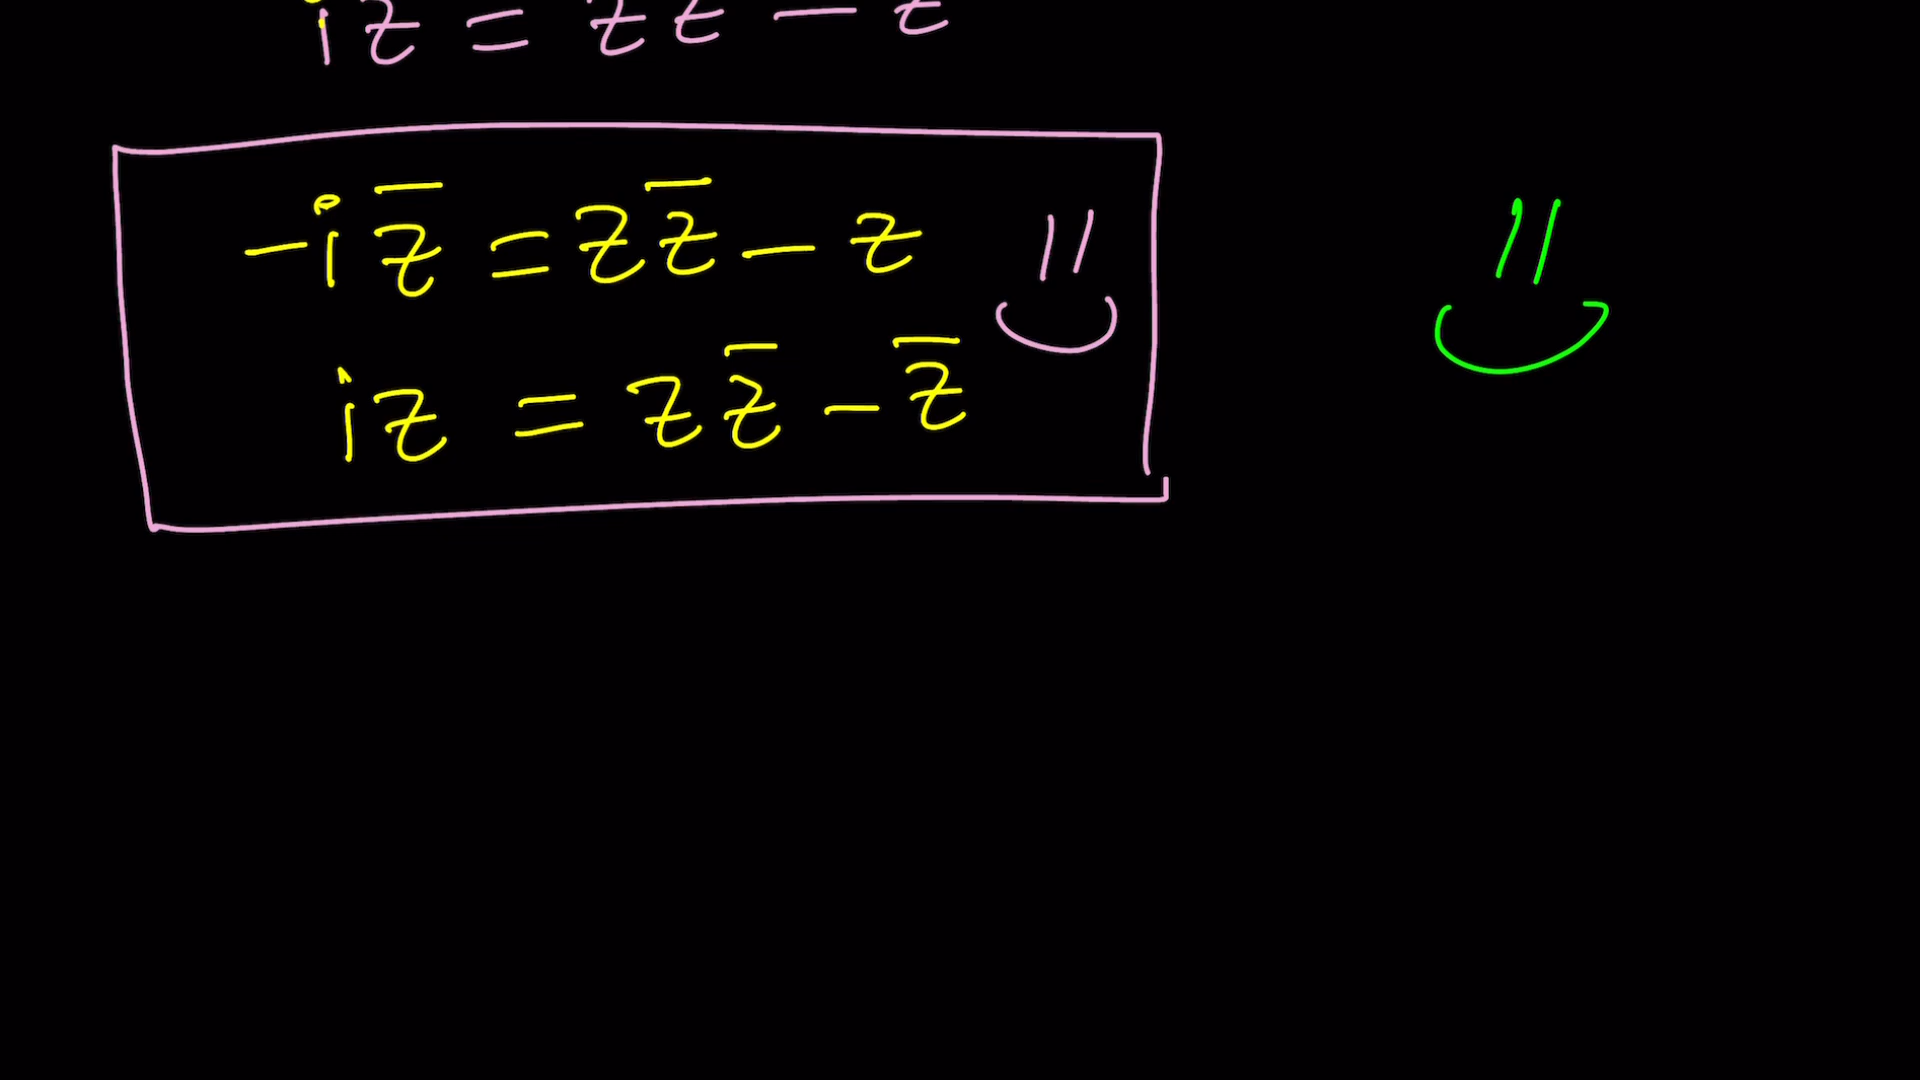 iz = zz̄ - z̄
-iz̄ = zz̄ - z
iz = zz̄ - z̄